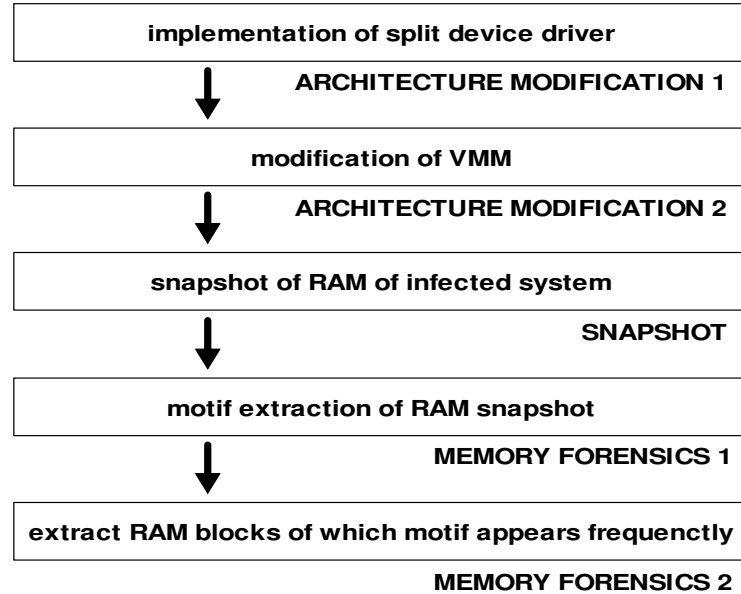 implementation of split device driver
ARCHITECTURE MODIFICATION 1
modification of VMM
ARCHITECTURE MODIFICATION 2
snapshot of RAM of infected system
SNAPSHOT
motif extraction of RAM snapshot
MEMORY FORENSICS 1
extract RAM blocks of which motif appears frequenctly
MEMORY FORENSICS 2